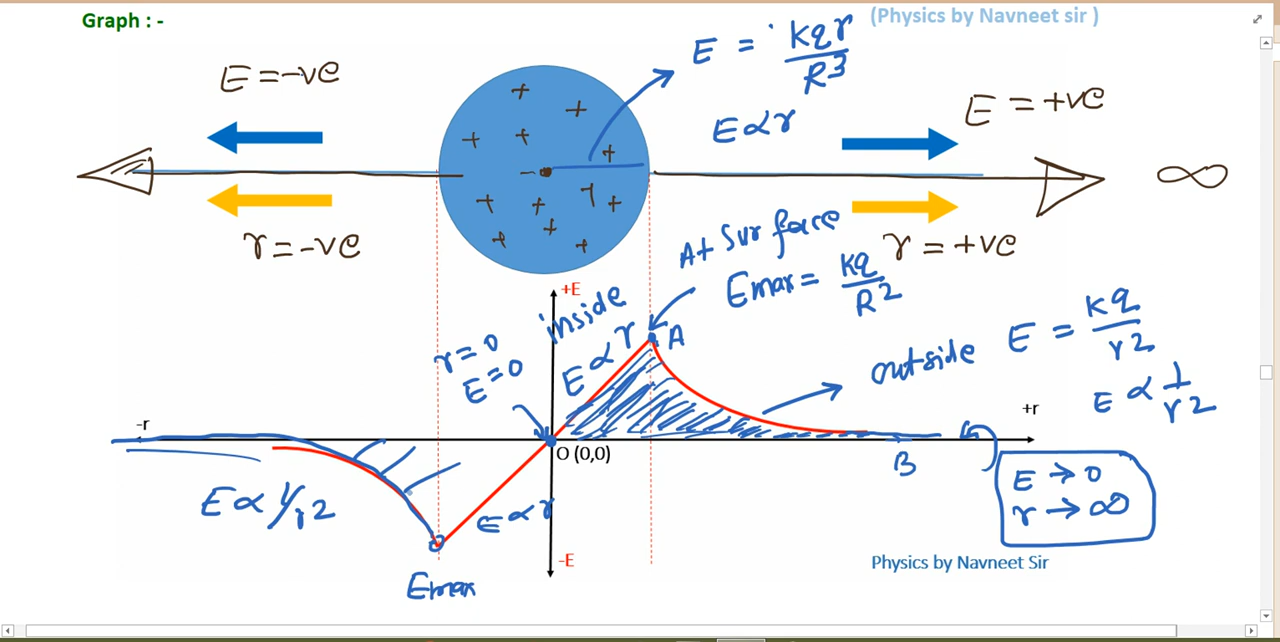 Graph : -
(Physics by Navneet sir )
E = -ve
E = kqr/R³
E = +ve
E ∝ r
∞
r = -ve
r
r = +ve
At Surface
Emax = kq/R²
+E
inside
r = 0
E = 0
E ∝ r
A
outside
E = kq/r2
E ∝ 1/r2
-r
+r
O (0,0)
B
E → 0
r → ∞
E ∝ 1/r2
E ∝ r
-E
Physics by Navneet Sir
Emax